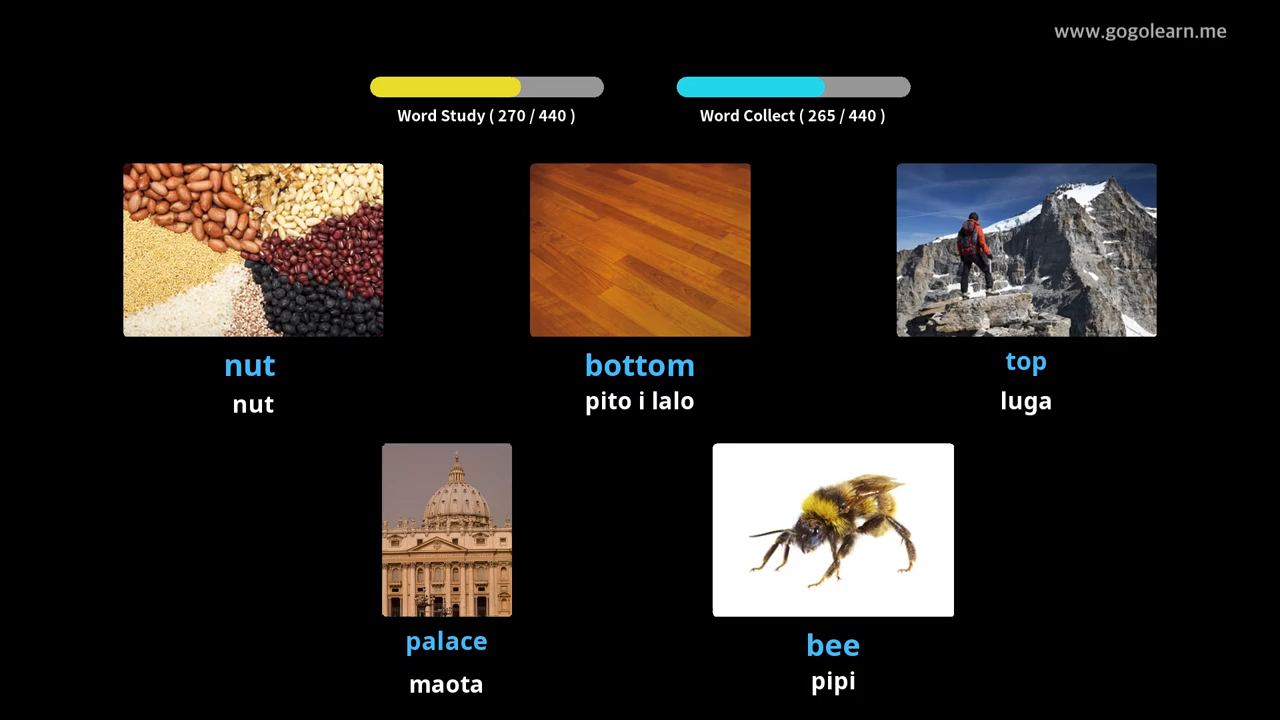 www.gogolearn.me
Word Study ( 270 / 440 )
Word Collect ( 265 / 440 )
nut
nut
bottom
pito i lalo
top
luga
palace
maota
bee
pipi